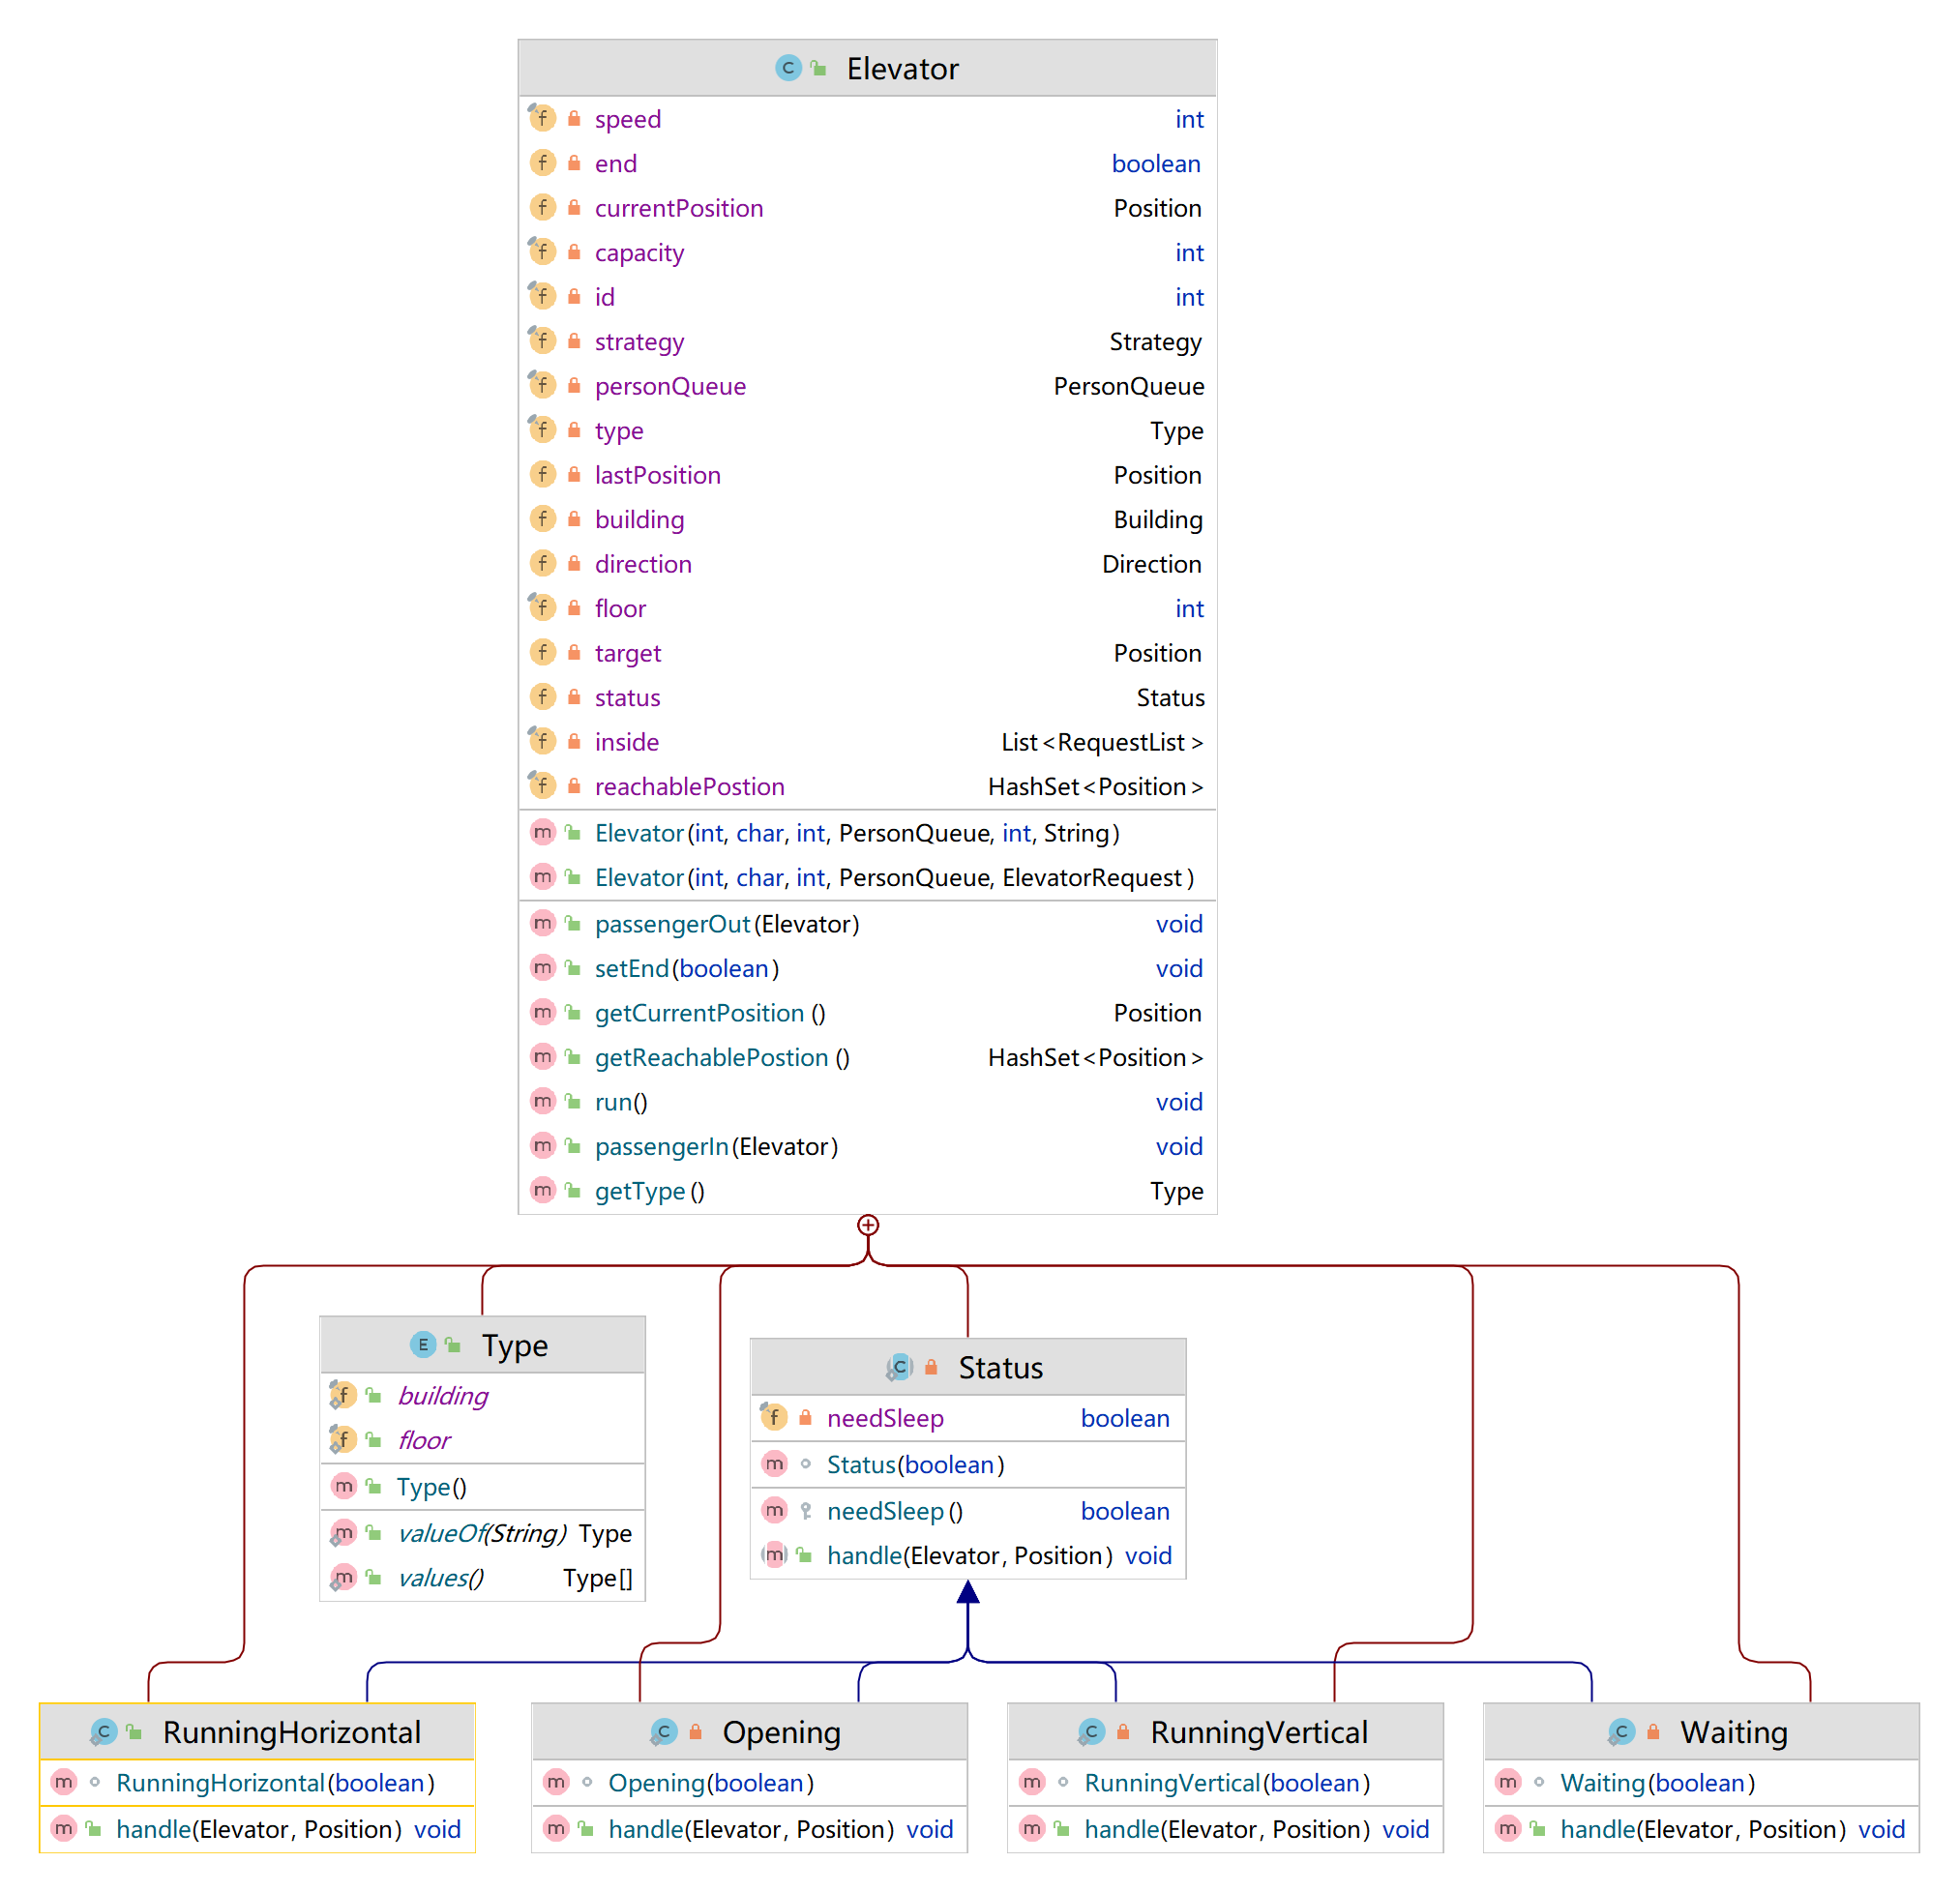 C Elevator
f speed int
f end boolean
f currentPosition Position
f capacity int
f id int
f strategy Strategy
f personQueue PersonQueue
f type Type
f lastPosition Position
f building Building
f direction Direction
f floor int
f target Position
f status Status
f inside List<RequestList>
f reachablePostion HashSet<Position>
m Elevator(int, char, int, PersonQueue, int, String)
m Elevator(int, char, int, PersonQueue, ElevatorRequest)
m passengerOut(Elevator) void
m setEnd(boolean) void
m getCurrentPosition() Position
m getReachablePostion() HashSet<Position>
m run() void
m passengerIn(Elevator) void
m getType() Type
E Type
f building
f floor
m Type()
m valueOf(String) Type
m values() Type[]
C Status
f needSleep boolean
m Status(boolean)
m needSleep() boolean
m handle(Elevator, Position) void
C RunningHorizontal
m RunningHorizontal(boolean)
m handle(Elevator, Position) void
C Opening
m Opening(boolean)
m handle(Elevator, Position) void
C RunningVertical
m RunningVertical(boolean)
m handle(Elevator, Position) void
C Waiting
m Waiting(boolean)
m handle(Elevator, Position) void